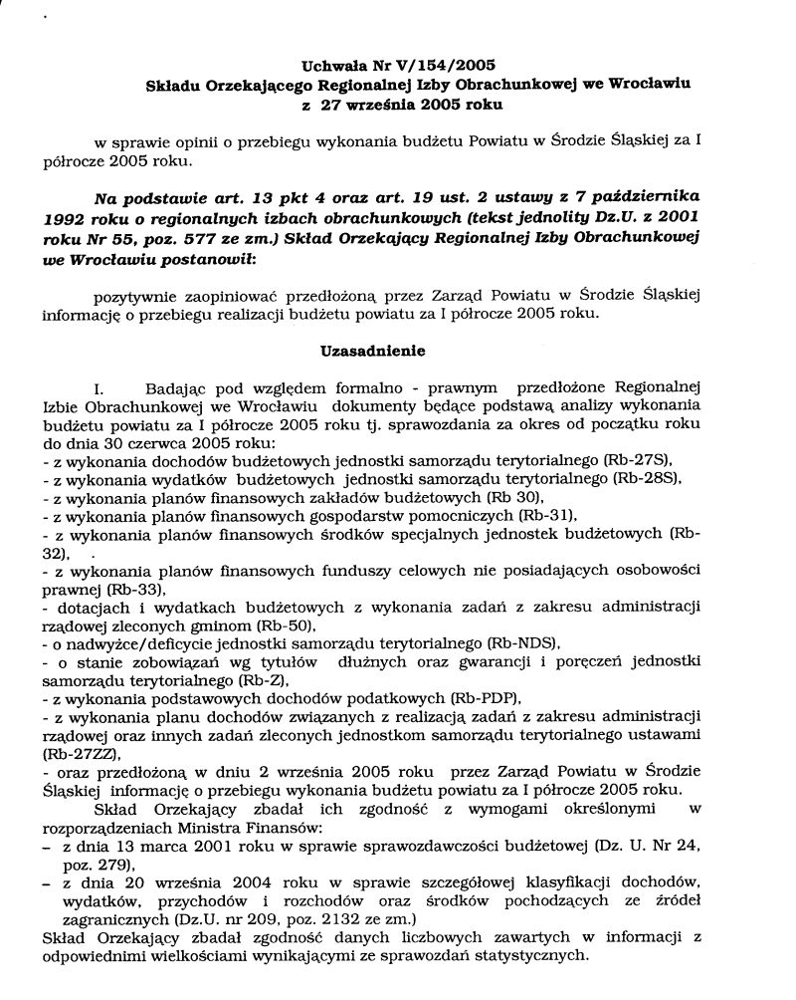 Uchwała Nr V/154/2005
Składu Orzekającego Regionalnej Izby Obrachunkowej we Wrocławiu
z 27 września 2005 roku
w sprawie opinii o przebiegu wykonania budżetu Powiatu w Środzie Śląskiej za I
półrocze 2005 roku.
Na podstawie art. 13 pkt 4 oraz art. 19 ust. 2 ustawy z 7 października
1992 roku o regionalnych izbach obrachunkowych (tekst jednolity Dz.U. z 2001
roku Nr 55, poz. 577 ze zm.) Skład Orzekający Regionalnej Izby Obrachunkowej
we Wrocławiu postanowił:
pozytywnie zaopiniować przedłożoną przez Zarząd Powiatu w Środzie Śląskiej
informację o przebiegu realizacji budżetu powiatu za I półrocze 2005 roku.
Uzasadnienie
I. Badając pod względem formalno - prawnym przedłożone Regionalnej
Izbie Obrachunkowej we Wrocławiu dokumenty będące podstawą analizy wykonania
budżetu powiatu za I półrocze 2005 roku tj. sprawozdania za okres od początku roku
do dnia 30 czerwca 2005 roku:
- z wykonania dochodów budżetowych jednostki samorządu terytorialnego (Rb-27S),
- z wykonania wydatków budżetowych jednostki samorządu terytorialnego (Rb-28S),
- z wykonania planów finansowych zakładów budżetowych (Rb 30),
- z wykonania planów finansowych gospodarstw pomocniczych (Rb-31),
- z wykonania planów finansowych środków specjalnych jednostek budżetowych (Rb-
32),
- z wykonania planów finansowych funduszy celowych nie posiadających osobowości
prawnej (Rb-33),
- dotacjach i wydatkach budżetowych z wykonania zadań z zakresu administracji
rządowej zleconych gminom (Rb-50),
- o nadwyżce/deficycie jednostki samorządu terytorialnego (Rb-NDS),
- o stanie zobowiązań wg tytułów dłużnych oraz gwarancji i poręczeń jednostki
samorządu terytorialnego (Rb-Z),
- z wykonania podstawowych dochodów podatkowych (Rb-PDP),
- z wykonania planu dochodów związanych z realizacją zadań z zakresu administracji
rządowej oraz innych zadań zleconych jednostkom samorządu terytorialnego ustawami
(Rb-27ZZ),
- oraz przedłożoną w dniu 2 września 2005 roku przez Zarząd Powiatu w Środzie
Śląskiej informację o przebiegu wykonania budżetu powiatu za I półrocze 2005 roku.
Skład Orzekający zbadał ich zgodność z wymogami określonymi w
rozporządzeniach Ministra Finansów:
– z dnia 13 marca 2001 roku w sprawie sprawozdawczości budżetowej (Dz. U. Nr 24,
poz. 279),
– z dnia 20 września 2004 roku w sprawie szczegółowej klasyfikacji dochodów,
wydatków, przychodów i rozchodów oraz środków pochodzących ze źródeł
zagranicznych (Dz.U. nr 209, poz. 2132 ze zm.)
Skład Orzekający zbadał zgodność danych liczbowych zawartych w informacji z
odpowiednimi wielkościami wynikającymi ze sprawozdań statystycznych.